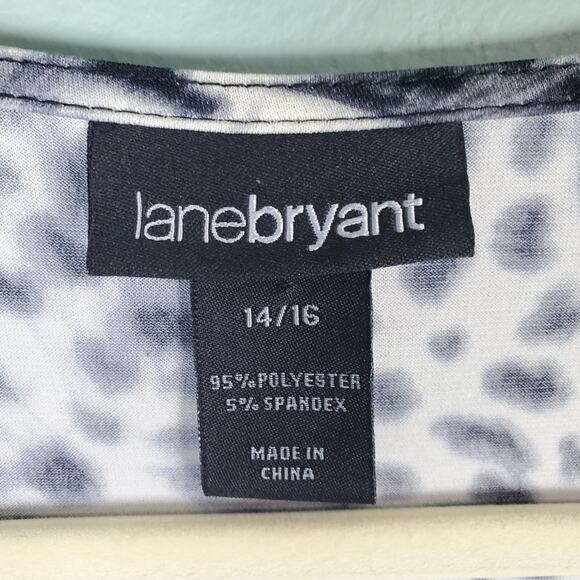 lanebryant
14/16
95% POLYESTER
5% SPANDEX
MADE IN
CHINA